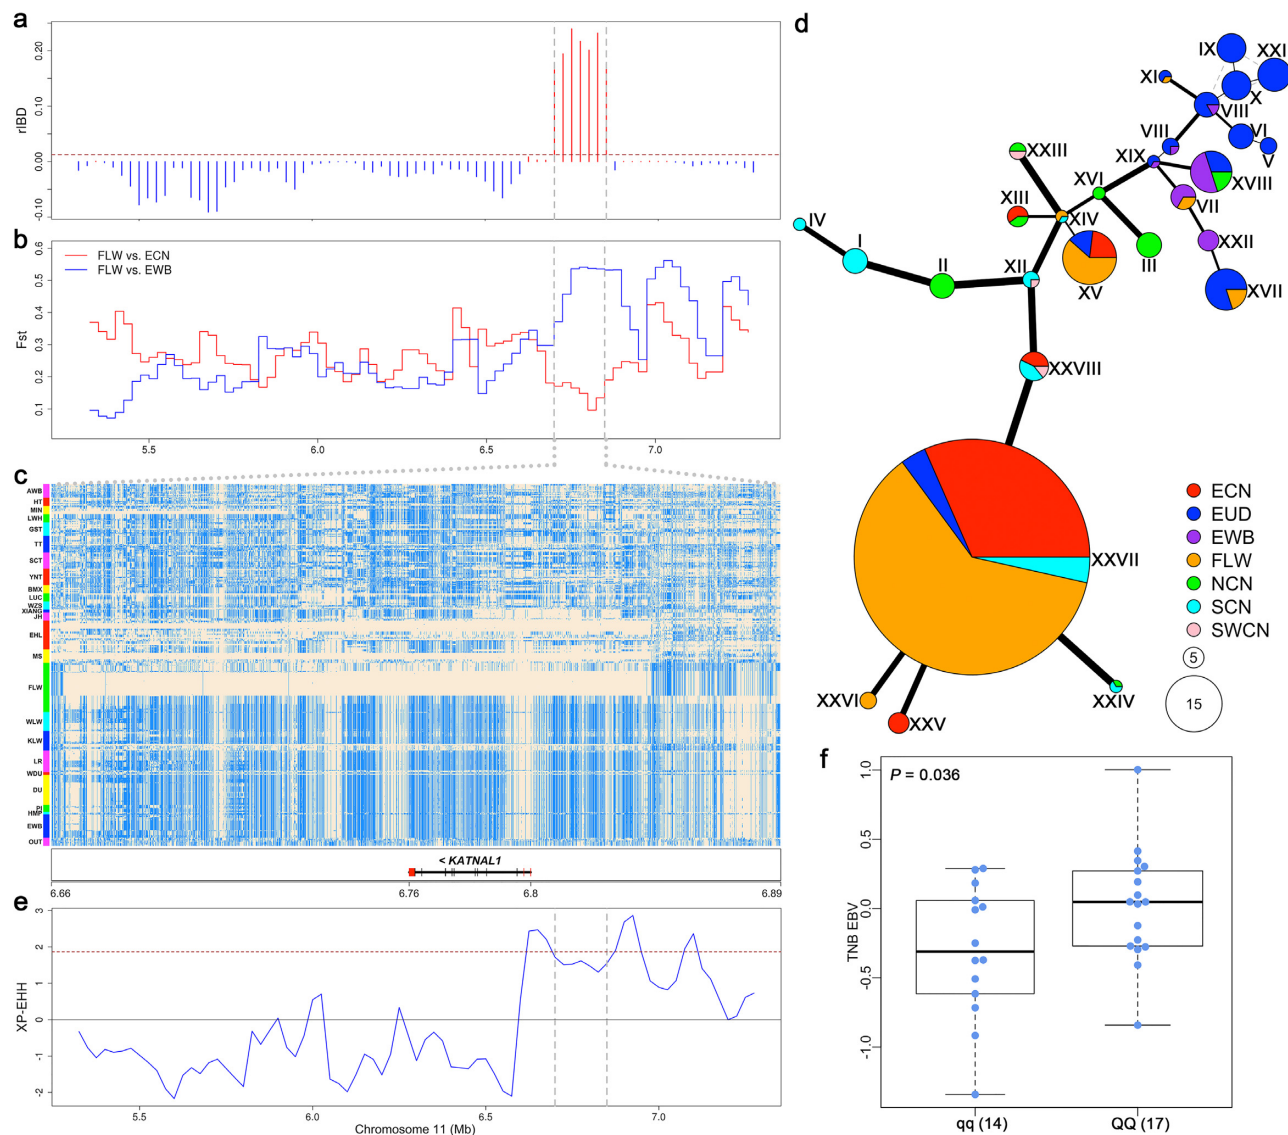 a
rIBD
0.20
0.10
0.00
-0.10
b
FLW vs. ECN
FLW vs. EWB
Fst
0.6
0.5
0.4
0.3
0.2
0.1
5.5
6.0
6.5
7.0
c
AWB
HT
MIN
LWH
GST
TT
SCT
YNT
BMX
LUC
WZS
XIANG
JH
EHL
MS
FLW
WLW
KLW
LR
WDU
DU
PI
HMP
EWB
OUT
< KATNAL1
6.66
6.76
6.8
6.89
e
XP-EHH
3
2
1
0
-1
-2
5.5
6.0
6.5
7.0
Chromosome 11 (Mb)
d
IX
XXI
XI
X
VIII
VI
V
VIII
XIX
XVIII
XXIII
XVI
XIII
XIV
VII
IV
I
II
XII
III
XXII
XV
XVII
XXVIII
XXVII
XXVI
XXV
XXIV
ECN
EUD
EWB
FLW
NCN
SCN
SWCN
5
15
f
P = 0.036
TNB EBV
1.0
0.5
0.0
-0.5
-1.0
qq (14)
QQ (17)